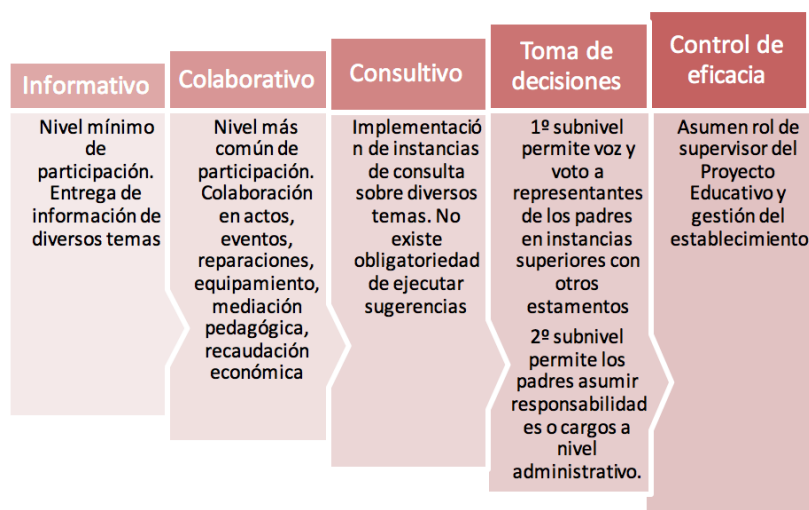 Informativo
Nivel mínimo
de
participación.
Entrega de
información de
diversos temas
Colaborativo
Nivel más
común de
participación.
Colaboración
en actos,
eventos,
reparaciones,
equipamiento,
mediación
pedagógica,
recaudación
económica
Consultivo
Implementació
n de instancias
de consulta
sobre diversos
temas. No
existe
obligatoriedad
de ejecutar
sugerencias
Toma de
decisiones
1º subnivel
permite voz y
voto a
representantes
de los padres
en instancias
superiores con
otros
estamentos
2º subnivel
permite los
padres asumir
responsabilidad
es o cargos a
nivel
administrativo.
Control de
eficacia
Asumen rol de
supervisor del
Proyecto
Educativo y
gestión del
establecimiento